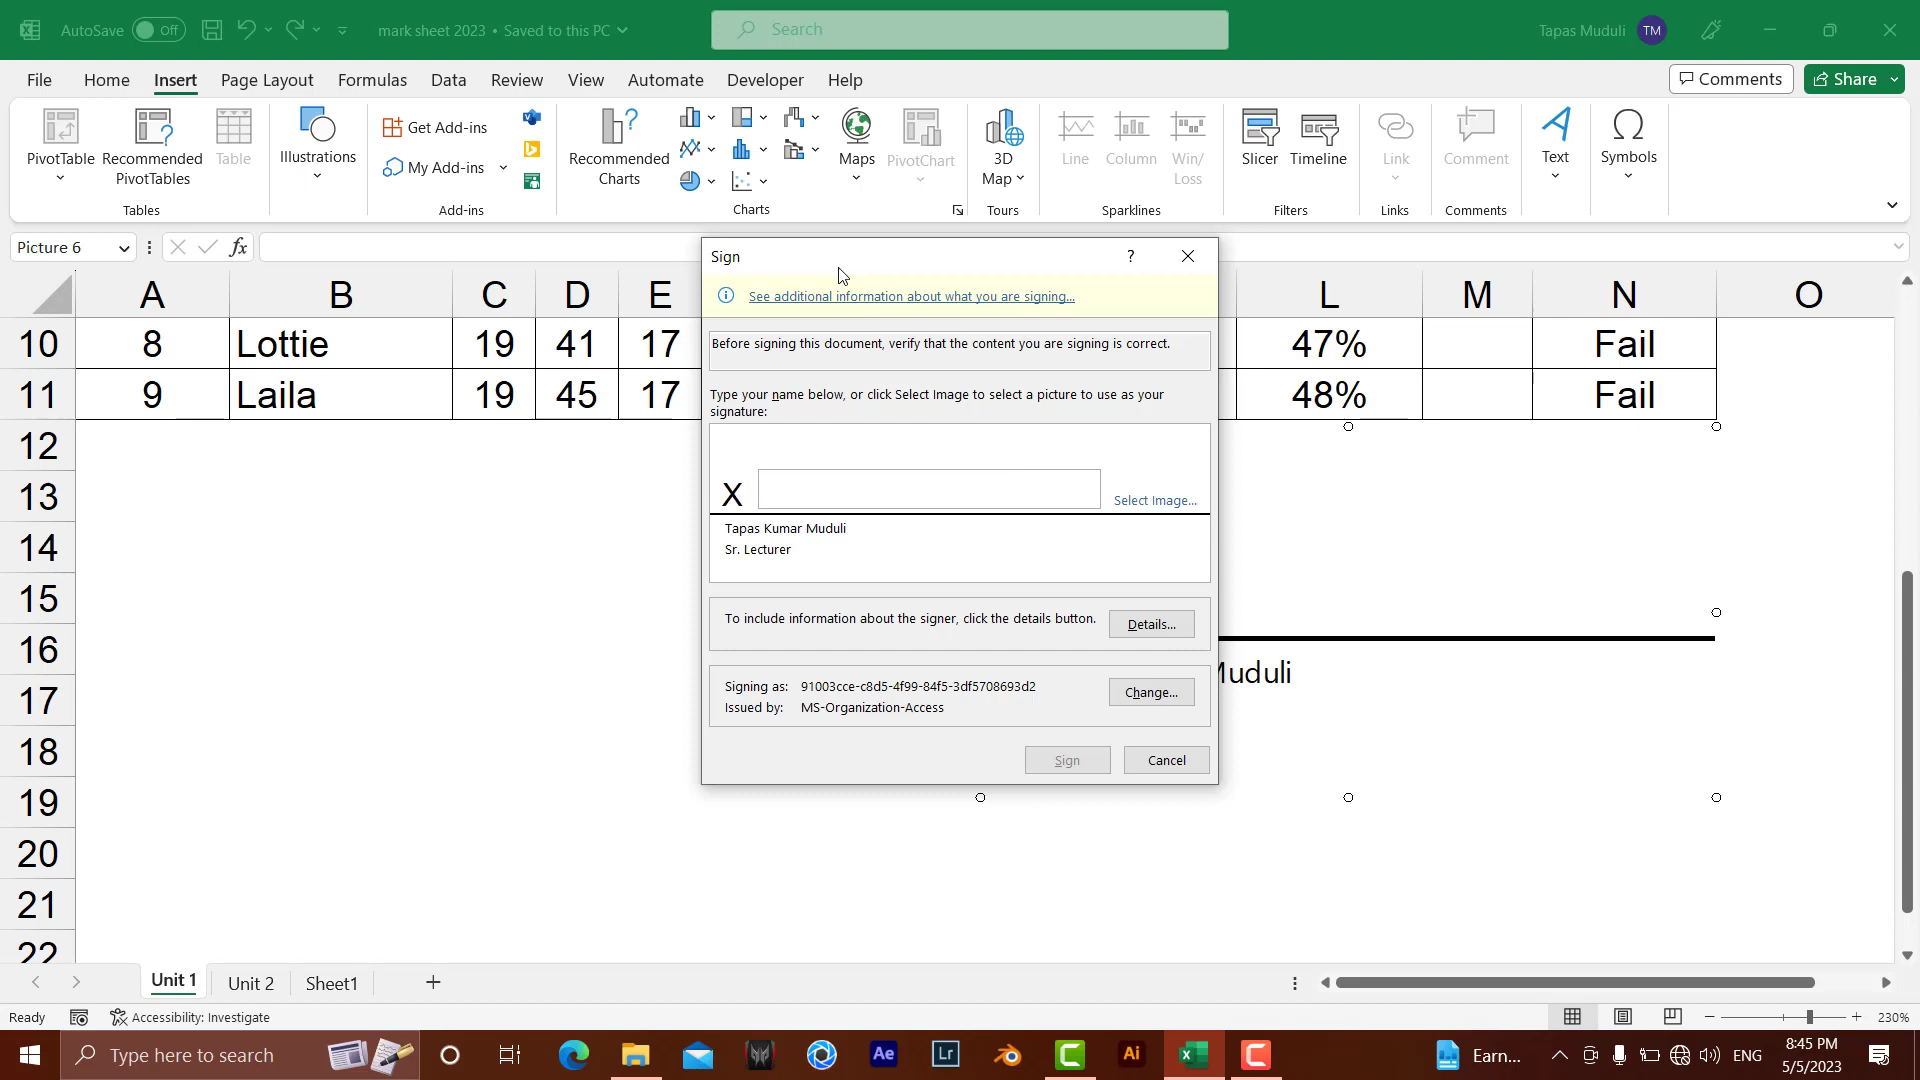 AutoSave Off mark sheet 2023 • Saved to this PC Search Tapas Muduli TM
File Home Insert Page Layout Formulas Data Review View Automate Developer Help Comments Share
PivotTable Recommended PivotTables Table
Illustrations
Get Add-ins
My Add-ins
Recommended Charts
Maps PivotChart
3D Map
Line Column Win/Loss
Slicer Timeline
Link
Comment
Text
Symbols
Tables Add-ins Charts Tours Sparklines Filters Links Comments
Picture 6 fx
A B C D E L M N O
10 8 Lottie 19 41 17 47% Fail
11 9 Laila 19 45 17 48% Fail
12
13
14
15
16
17
18
19
20
21
22
Muduli
Sign ?
See additional information about what you are signing...
Before signing this document, verify that the content you are signing is correct.
Type your name below, or click Select Image to select a picture to use as your
signature:
X Select Image...
Tapas Kumar Muduli
Sr. Lecturer
To include information about the signer, click the details button. Details...
Signing as: 91003cce-c8d5-4f99-84f5-3df5708693d2 Change...
Issued by: MS-Organization-Access
Sign Cancel
Unit 1 Unit 2 Sheet1
Ready Accessibility: Investigate 230%
Type here to search Ae Lr Ai Earn... ENG 8:45 PM
5/5/2023